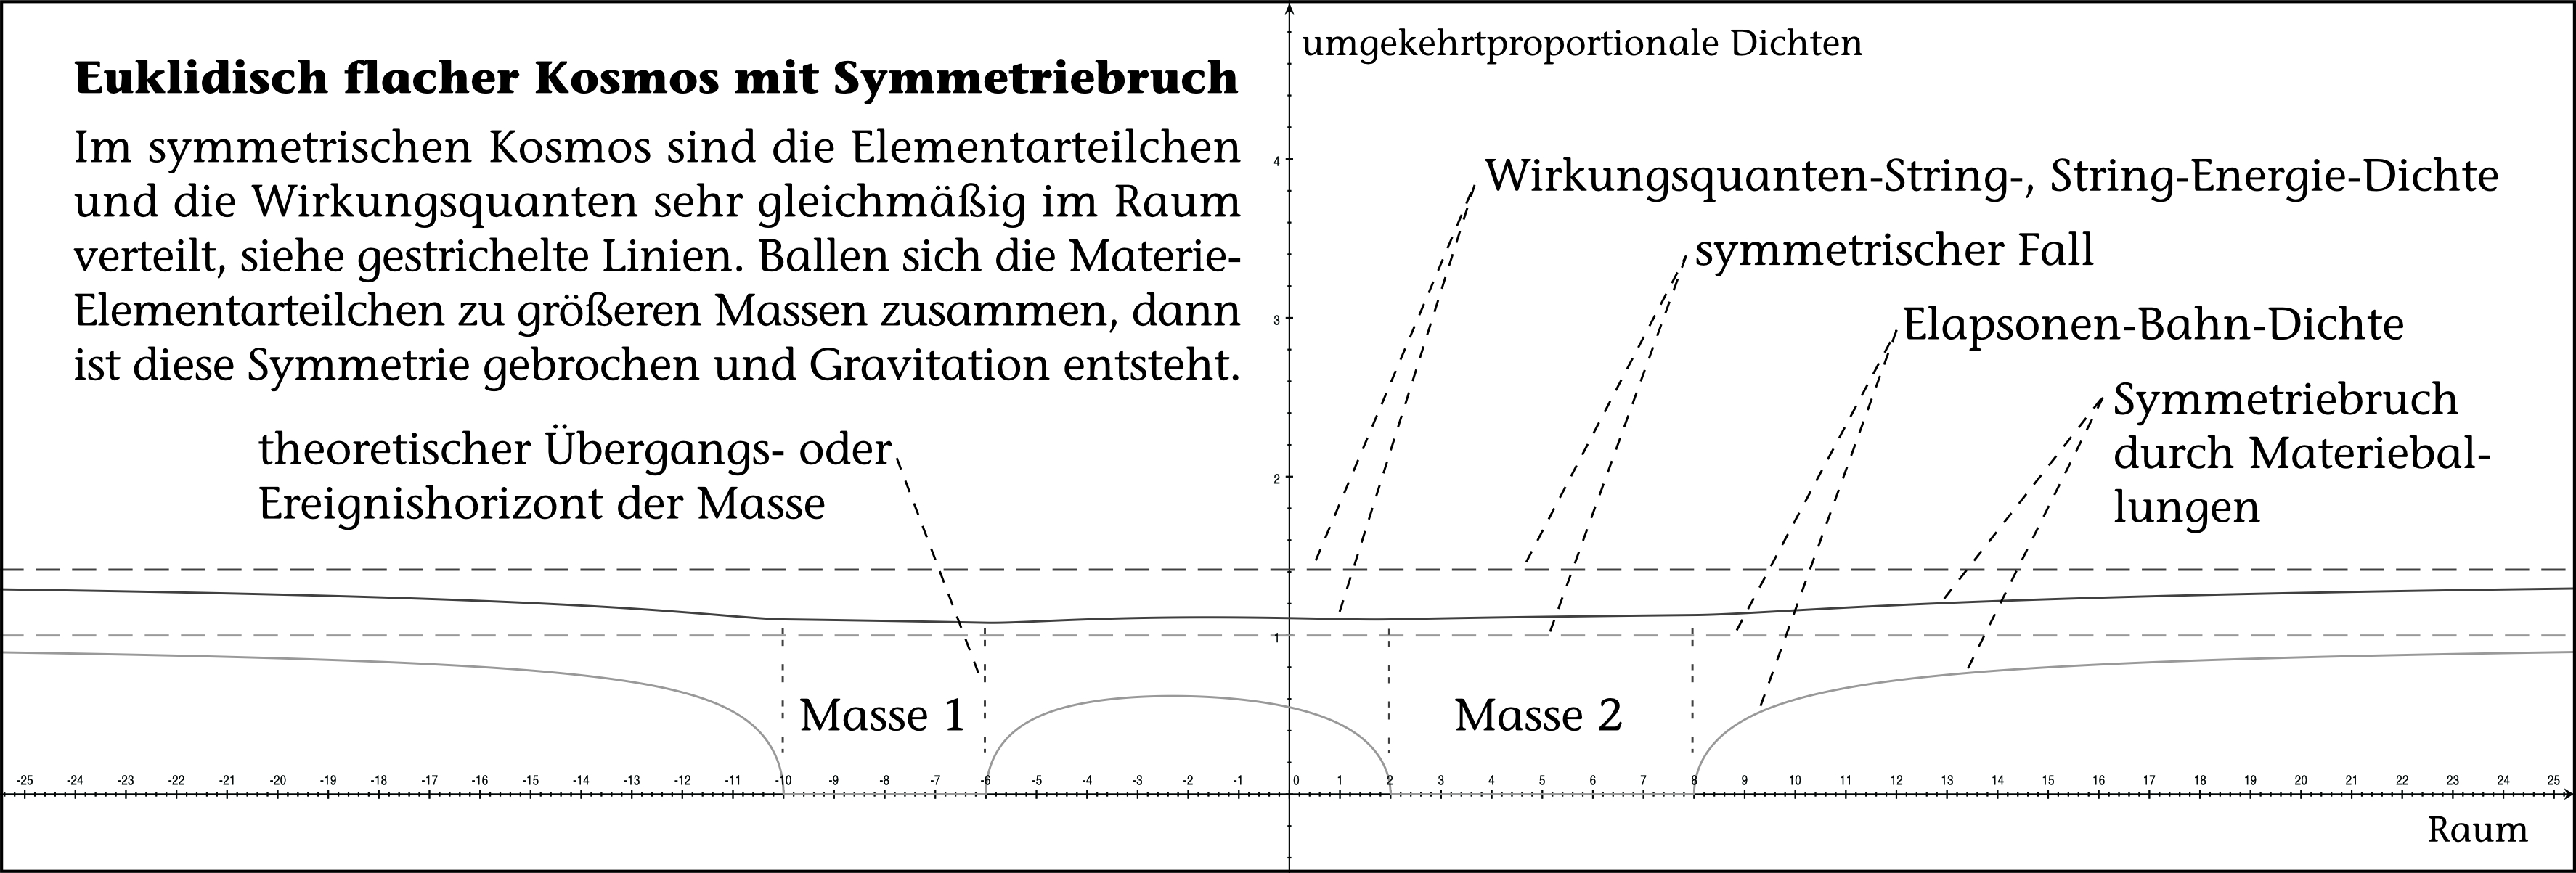 umgekehrtproportionale Dichten
Euklidisch flacher Kosmos mit Symmetriebruch
Im symmetrischen Kosmos sind die Elementarteilchen
und die Wirkungsquanten sehr gleichmäßig im Raum
verteilt, siehe gestrichelte Linien. Ballen sich die Materie-
Elementarteilchen zu größeren Massen zusammen, dann
ist diese Symmetrie gebrochen und Gravitation entsteht.
theoretischer Übergangs- oder
Ereignishorizont der Masse
Wirkungsquanten-String-, String-Energie-Dichte
symmetrischer Fall
Elapsonen-Bahn-Dichte
Symmetriebruch
durch Materiebal-
lungen
4
3
2
1
Masse 1
Masse 2
-25 -24 -23 -22 -21 -20 -19 -18 -17 -16 -15 -14 -13 -12 -11 -10 -9 -8 -7 -6 -5 -4 -3 -2 -1 0 1 2 3 4 5 6 7 8 9 10 11 12 13 14 15 16 17 18 19 20 21 22 23 24 25
Raum